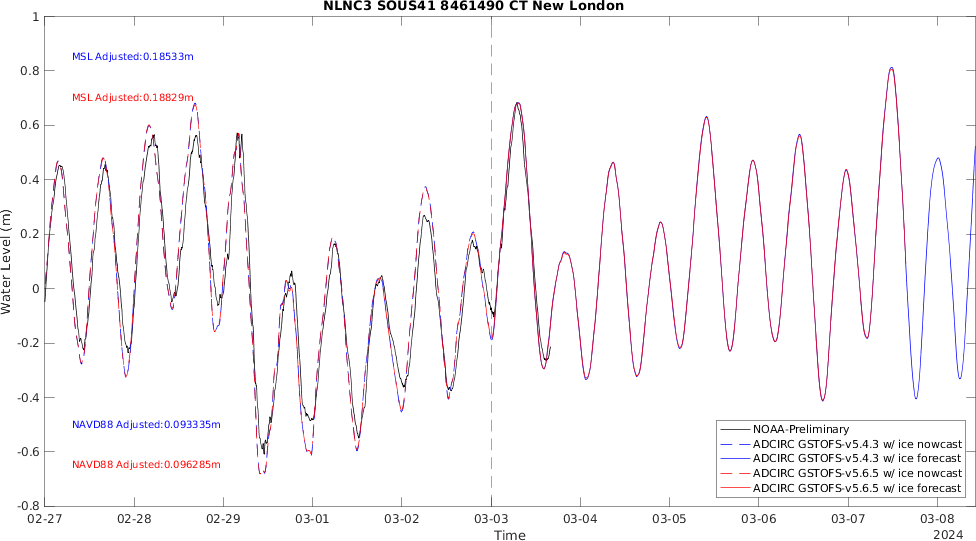 NLNC3 SOUS41 8461490 CT New London
1
0.8
0.6
0.4
0.2
0
-0.2
-0.4
-0.6
-0.8
Water Level (m)
MSL Adjusted:0.18533m
MSL Adjusted:0.18829m
NAVD88 Adjusted:0.093335m
NAVD88 Adjusted:0.096285m
NOAA-Preliminary
ADCIRC GSTOFS-v5.4.3 w/ ice nowcast
ADCIRC GSTOFS-v5.4.3 w/ ice forecast
ADCIRC GSTOFS-v5.6.5 w/ ice nowcast
ADCIRC GSTOFS-v5.6.5 w/ ice forecast
02-27 02-28 02-29 03-01 03-02 03-03 03-04 03-05 03-06 03-07 03-08
2024
Time